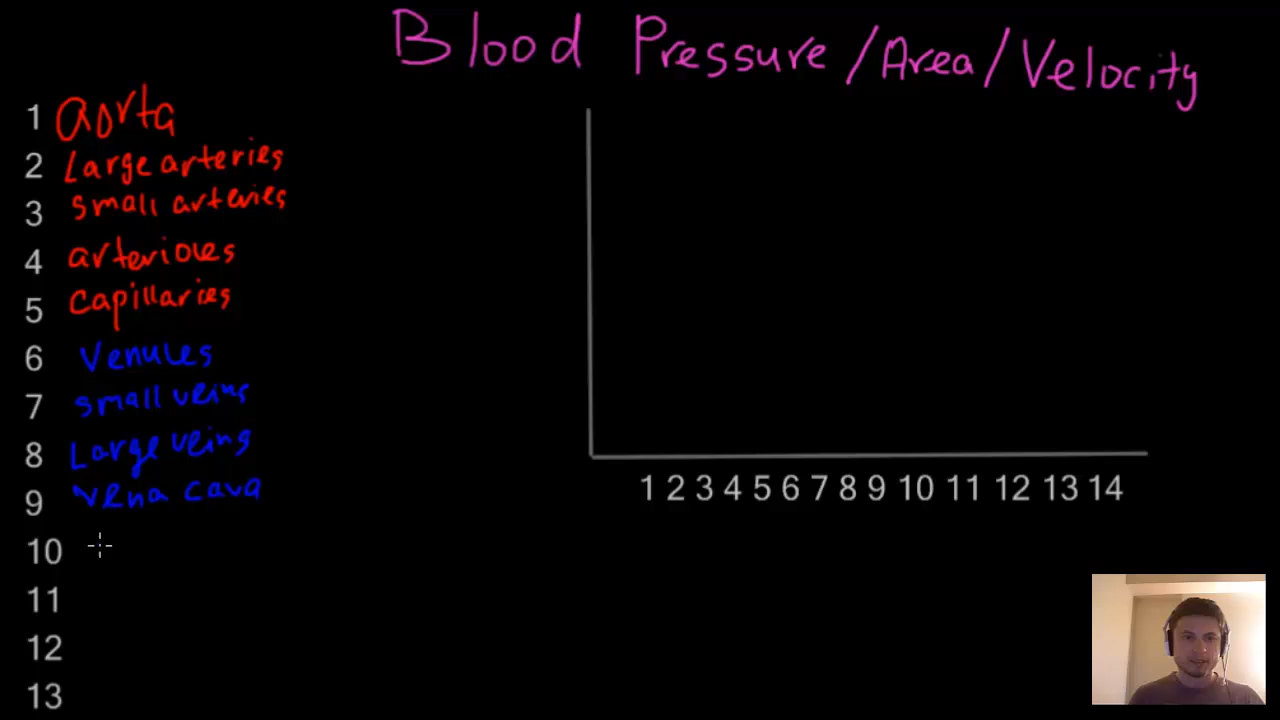 Blood Pressure/Area/Velocity
1 aorta
2 Large arteries
3 small arteries
4 arterioles
5 capillaries
6 Venules
7 small veins
8 Large veins
9 vena cava
10
11
12
13
1 2 3 4 5 6 7 8 9 10 11 12 13 14